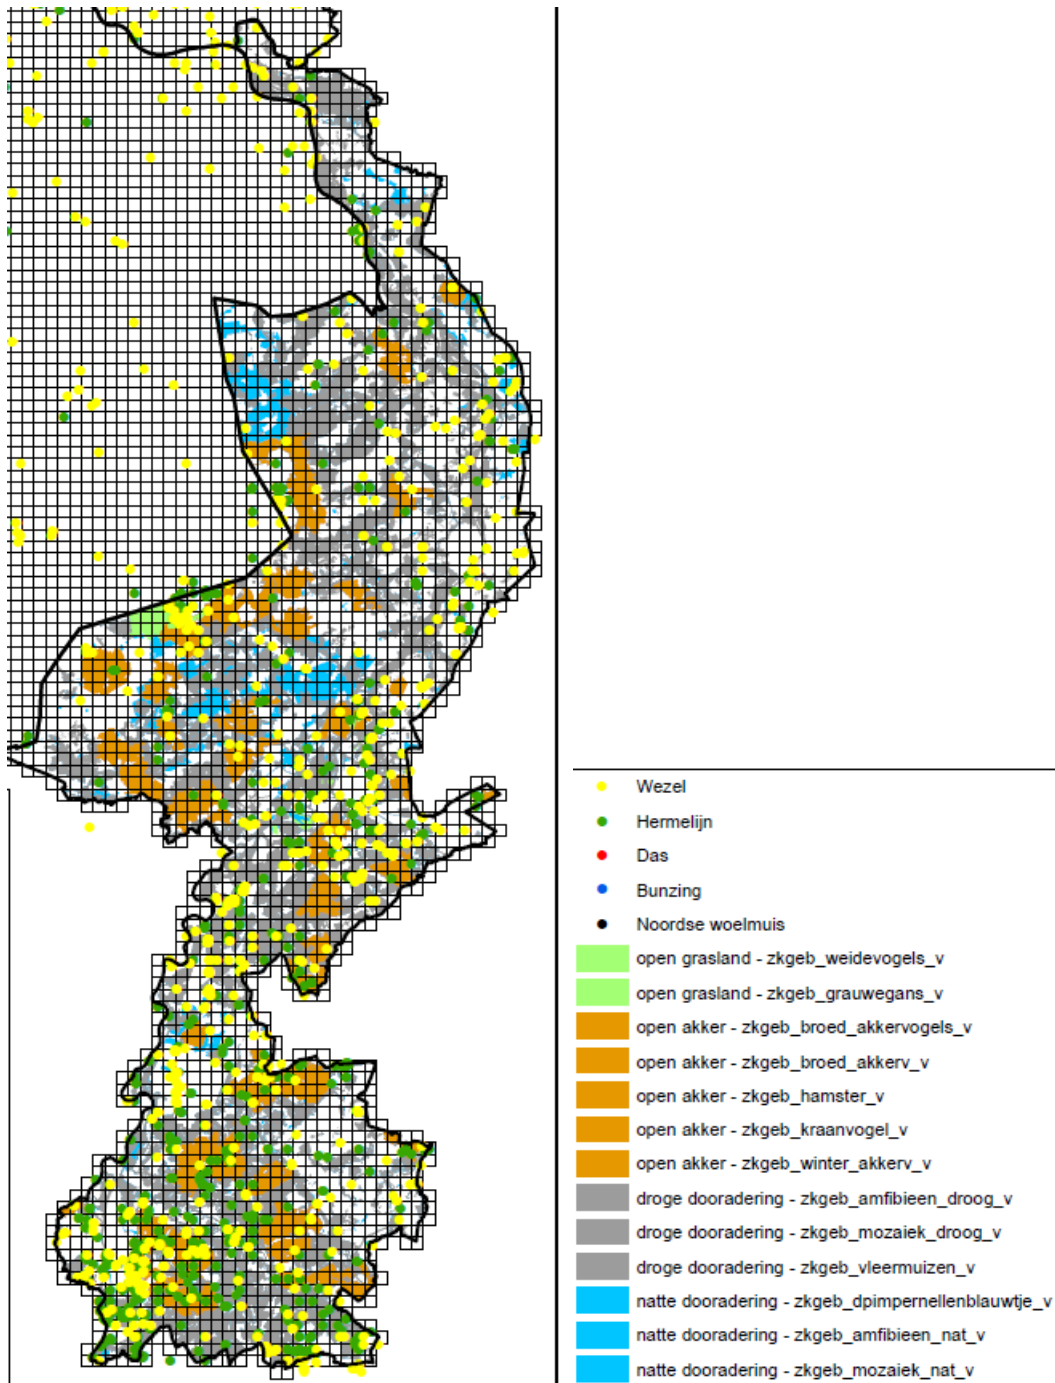 Wezel
Hermelijn
Das
Bunzing
Noordse woelmuis
open grasland - zkgeb_weidevogels_v
open grasland - zkgeb_grauwegans_v
open akker - zkgeb_broed_akkervogels_v
open akker - zkgeb_broed_akkerv_v
open akker - zkgeb_hamster_v
open akker - zkgeb_kraanvogel_v
open akker - zkgeb_winter_akkerv_v
droge dooradering - zkgeb_amfibieen_droog_v
droge dooradering - zkgeb_mozaiek_droog_v
droge dooradering - zkgeb_vleermuizen_v
natte dooradering - zkgeb_dpimpernellenblauwtje_v
natte dooradering - zkgeb_amfibieen_nat_v
natte dooradering - zkgeb_mozaiek_nat_v